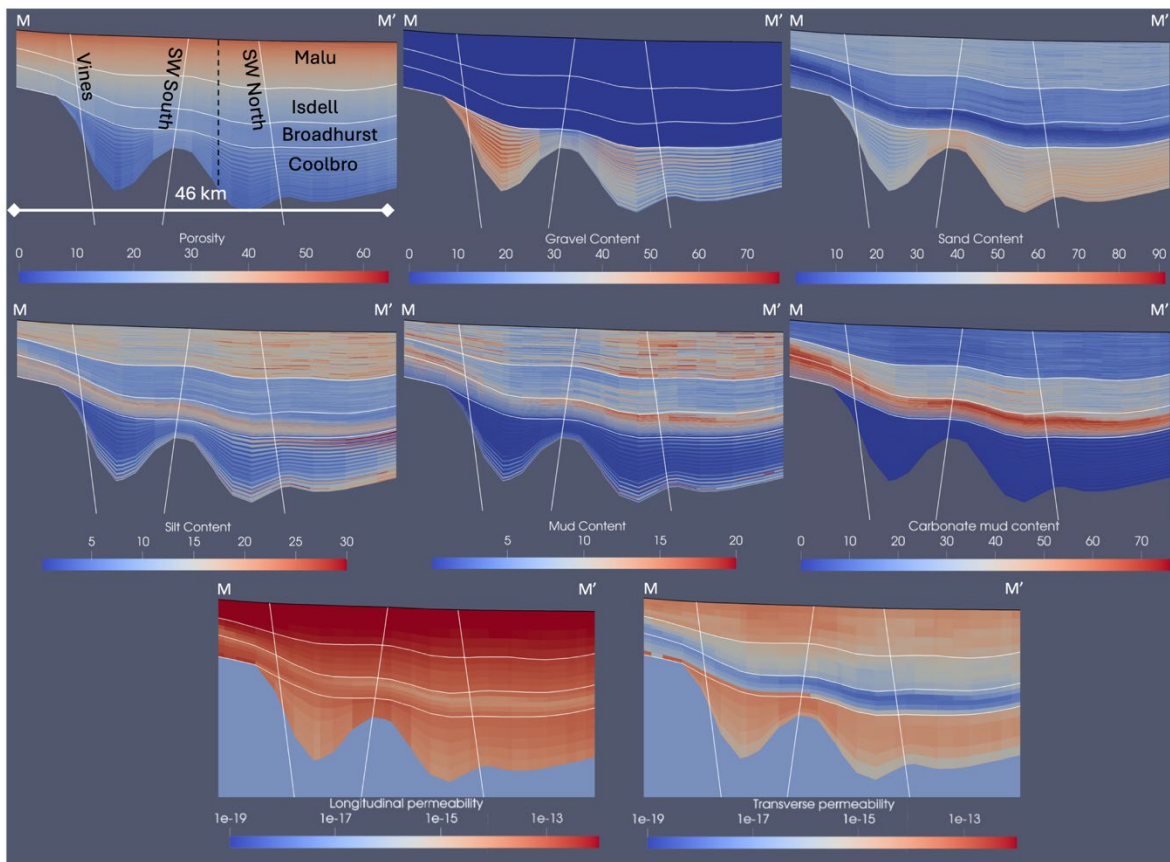 M M'
Vines
SW South
SW North
Malu
Isdell
Broadhurst
Coolbro
46 km
Porosity
0 10 20 30 40 50 60
M M'
Gravel Content
0 10 20 30 40 50 60 70
M M'
Sand Content
10 20 30 40 50 60 70 80 90
M M'
Silt Content
5 10 15 20 25 30
M M'
Mud Content
5 10 15 20
M M'
Carbonate mud content
0 10 20 30 40 50 60 70
M M'
Longitudinal permeability
1e-19 1e-17 1e-15 1e-13
M M'
Transverse permeability
1e-19 1e-17 1e-15 1e-13